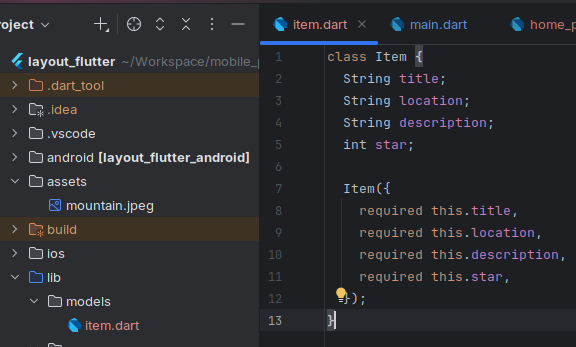 roject
item.dart
main.dart
layout_flutter ~/Workspace/mobile_
.dart_tool
.idea
.vscode
android [layout_flutter_android]
assets
mountain.jpeg
build
ios
lib
models
item.dart
1 class Item {
2 String title;
3 String location;
4 String description;
5 int star;
6
7 Item({
8 required this.title,
9 required this.location,
10 required this.description,
11 required this.star,
12 });
13 }